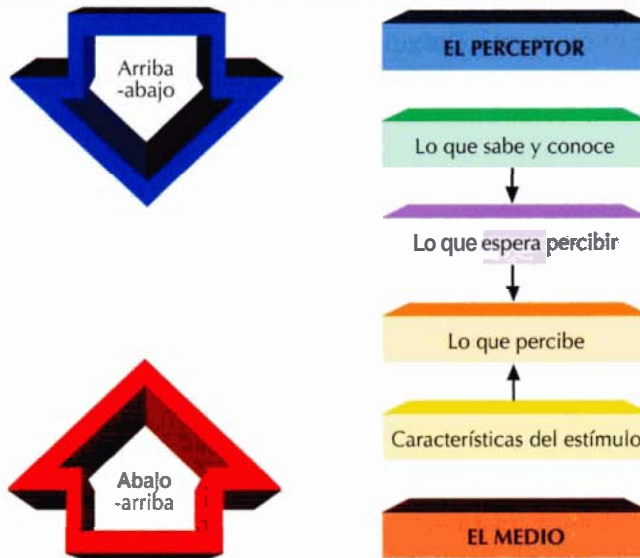 Arriba
-abajo
EL PERCEPTOR
Lo que sabe y conoce
Lo que espera percibir
Lo que percibe
Características del estímulo
Abajo
-arriba
EL MEDIO